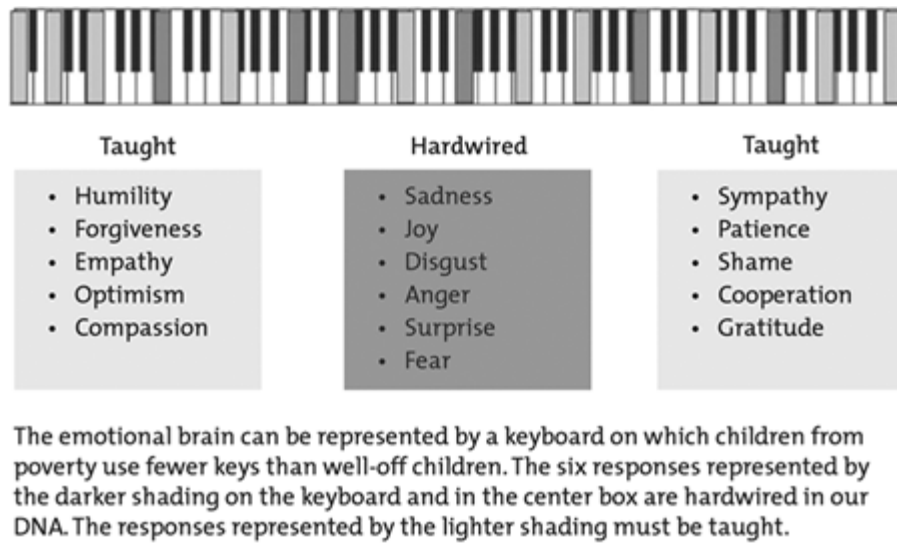 Taught
• Humility
• Forgiveness
• Empathy
• Optimism
• Compassion
Hardwired
• Sadness
• Joy
• Disgust
• Anger
• Surprise
• Fear
Taught
• Sympathy
• Patience
• Shame
• Cooperation
• Gratitude
The emotional brain can be represented by a keyboard on which children from
poverty use fewer keys than well-off children. The six responses represented by
the darker shading on the keyboard and in the center box are hardwired in our
DNA. The responses represented by the lighter shading must be taught.